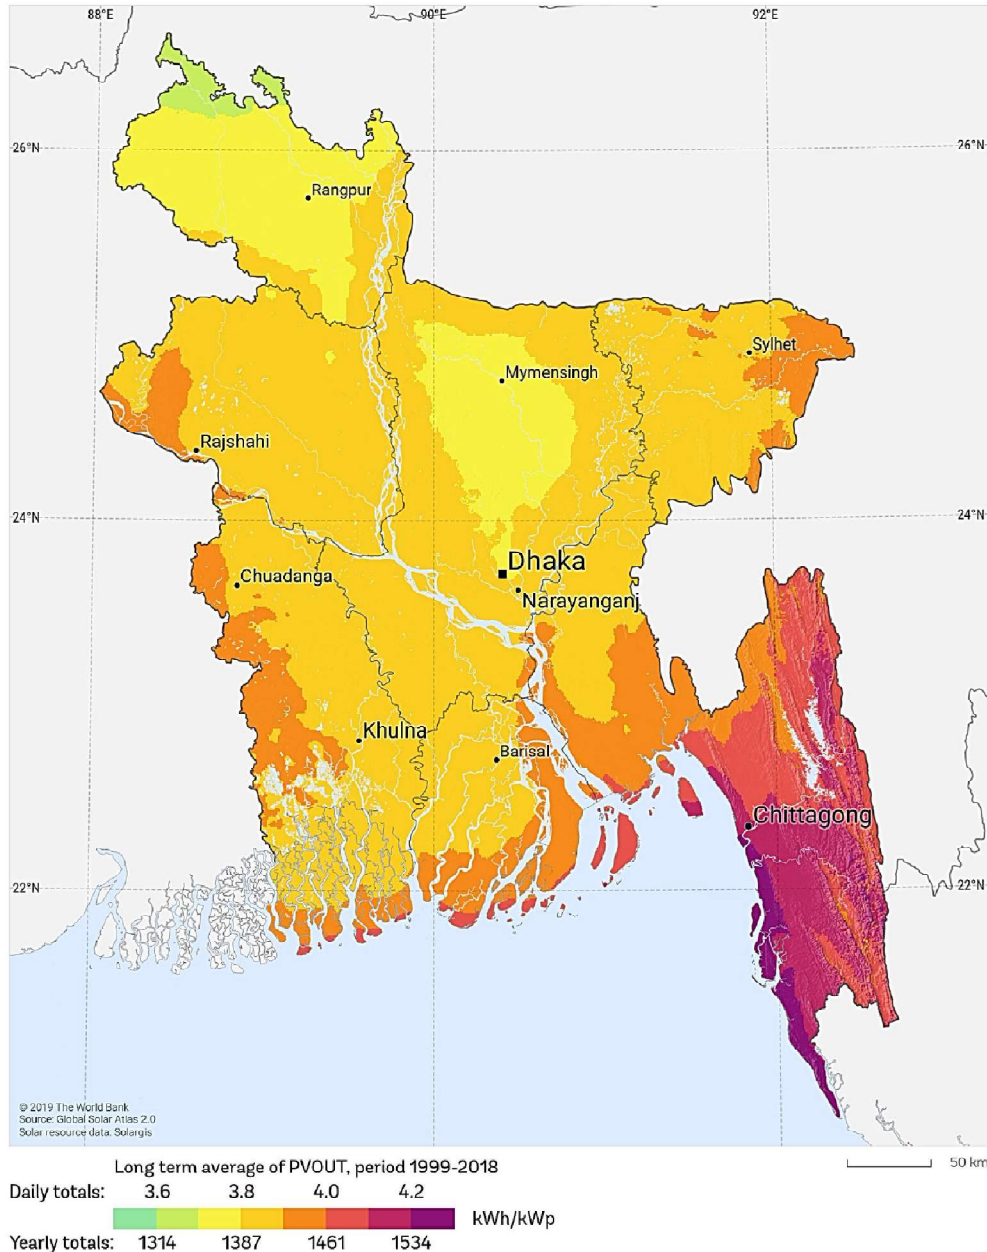 88°E 90°E 92°E
26°N 26°N
Rangpur
Sylhet
Mymensingh
Rajshahi
24°N 24°N
Dhaka
Chuadanga
Narayanganj
Khulna
Barisal
Chittagong
22°N 22°N
© 2019 The World Bank
Source: Global Solar Atlas 2.0
Solar resource data: Solargis
Long term average of PVOUT, period 1999-2018
50 km
Daily totals: 3.6 3.8 4.0 4.2
kWh/kWp
Yearly totals: 1314 1387 1461 1534